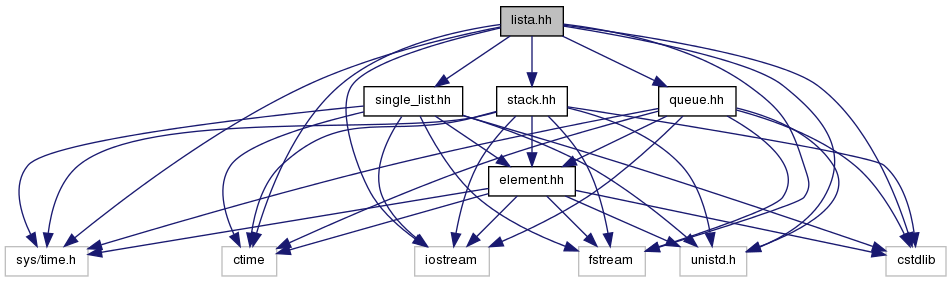 lista.hh
single_list.hh
stack.hh
queue.hh
element.hh
sys/time.h
ctime
iostream
fstream
unistd.h
cstdlib